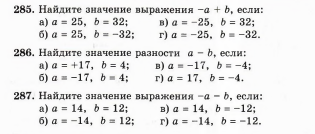 285. Найдите значение выражения −a + b, если:
а) a = 25, b = 32; в) a = −25, b = 32;
б) a = 25, b = −32; г) a = −25, b = −32.
286. Найдите значение разности a − b, если:
а) a = +17, b = 4; в) a = −17, b = −4;
б) a = −17, b = 4; г) a = 17, b = −4.
287. Найдите значение выражения −a − b, если:
а) a = 14, b = 12; в) a = 14, b = −12;
б) a = −14, b = 12; г) a = −14, b = −12.